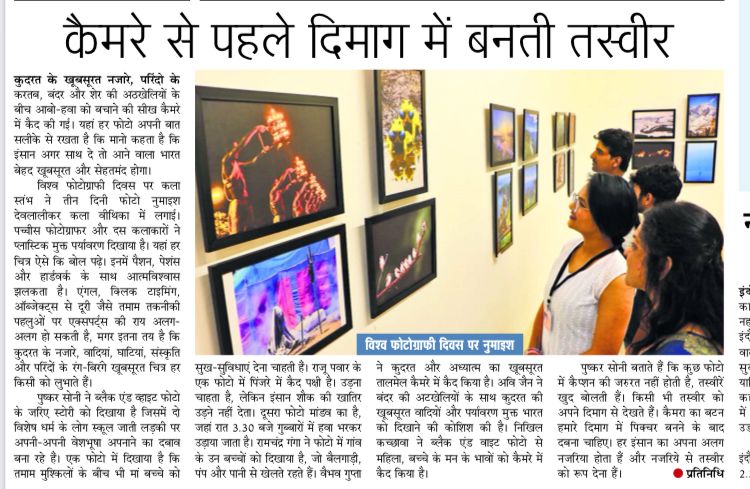 कैमरे से पहले दिमाग में बनती तस्वीर
कुदरत के खूबसूरत नजारे, परिंदो के
करतब, बंदर और शेर की अठखेलियों के
बीच आबो-हवा को बचाने की सीख कैमरे
में कैद की गई। यहां हर फोटो अपनी बात
सलीके से रखता है कि मानो कहता है कि
इंसान अगर साथ दे तो आने वाला भारत
बेहद खूबसूरत और सेहतमंद होगा।
विश्व फोटोग्राफी दिवस पर कला
स्तंभ ने तीन दिनी फोटो नुमाइश
देवलालीकर कला वीथिका में लगाई।
पच्चीस फोटोग्राफर और दस कलाकारों ने
प्लास्टिक मुक्त पर्यावरण दिखाया है। यहां हर
चित्र ऐसे कि बोल पढ़े। इनमें पैशन, पेशंस
और हार्डवर्क के साथ आत्मविश्वास
झलकता है। एंगल, क्लिक टाइमिंग,
ऑब्जेक्ट्स से दूरी जैसे तमाम तकनीकी
पहलुओं पर एक्सपर्ट्स की राय अलग-
अलग हो सकती है, मगर इतना तय है कि
कुदरत के नजारे, वादियां, घाटियां, संस्कृति
और परिंदों के रंग-बिरंगी खूबसूरत चित्र हर
किसी को लुभाते हैं।
पुष्कर सोनी ने ब्लैक एंड व्हाइट फोटो
के जरिए स्टोरी को दिखाया है जिसमें दो
विशेष धर्म के लोग स्कूल जाती लड़की पर
अपनी-अपनी वेशभूषा अपनाने का दबाव
बना रहे हैं। एक फोटो में दिखाया है कि
तमाम मुश्किलों के बीच भी मां बच्चे को
विश्व फोटोग्राफी दिवस पर नुमाइश
सुख-सुविधाएं देना चाहती है। राजू पवार के
एक फोटो में पिंजरे में कैद पक्षी है। उड़ना
चाहता है, लेकिन इंसान शौक की खातिर
उड़ने नहीं देता। दूसरा फोटो मांडव का है,
जहां रात 3.30 बजे गुब्बारों में हवा भरकर
उड़ाया जाता है। रामचंद्र गंगा ने फोटो में गांव
के उन बच्चों को दिखाया है, जो बैलगाड़ी,
पंप और पानी से खेलते रहते हैं। वैभव गुप्ता
ने कुदरत और अध्यात्म का खूबसूरत
तालमेल कैमरे में कैद किया है। अवि जैन ने
बंदर की अटखेलियों के साथ कुदरत की
खूबसूरत वादियों और पर्यावरण मुक्त भारत
को दिखाने की कोशिश की है। निखिल
कच्छावा ने ब्लैक एंड वाइट फोटो से
महिला, बच्चे के मन के भावों को कैमरे में
कैद किया है।
पुष्कर सोनी बताते हैं कि कुछ फोटो
में कैप्शन की जरुरत नहीं होती है, तस्वीरें
खुद बोलती हैं। किसी भी तस्वीर को
अपने दिमाग से देखते हैं। कैमरा का बटन
हमारे दिमाग में पिक्चर बनने के बाद
दबना चाहिए। हर इंसान का अपना अलग
नजरिया होता हैं और नजरिये से तस्वीर
को रूप देना हैं। ● प्रतिनिधि